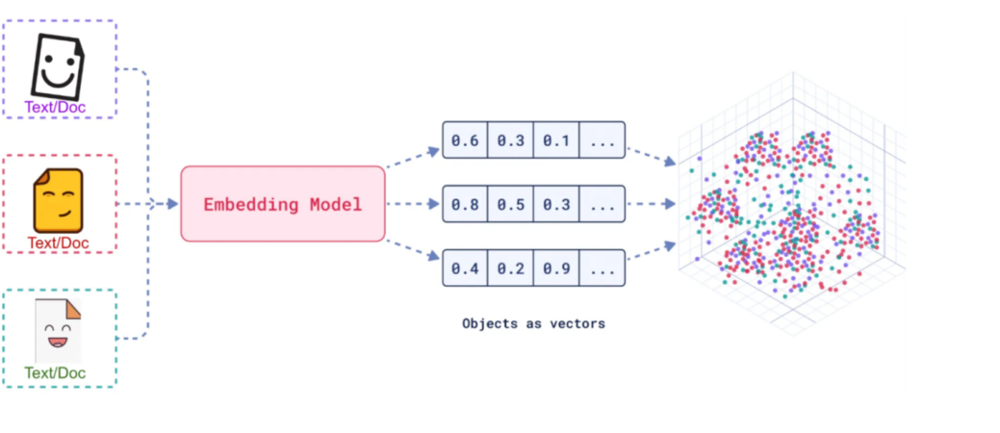 Text/Doc
Text/Doc
Text/Doc
Embedding Model
0.6 0.3 0.1 ...
0.8 0.5 0.3 ...
0.4 0.2 0.9 ...
Objects as vectors